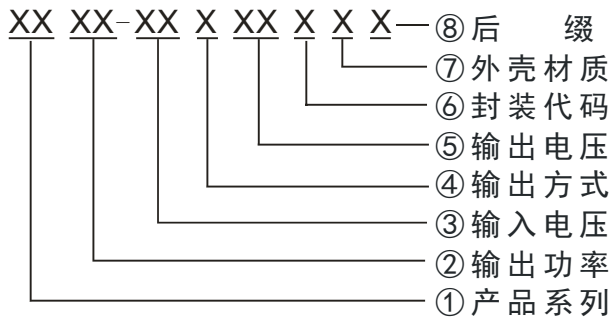 XX XX-XX X XX X X X
⑧后缀
⑦外壳材质
⑥封装代码
⑤输出电压
④输出方式
③输入电压
②输出功率
①产品系列